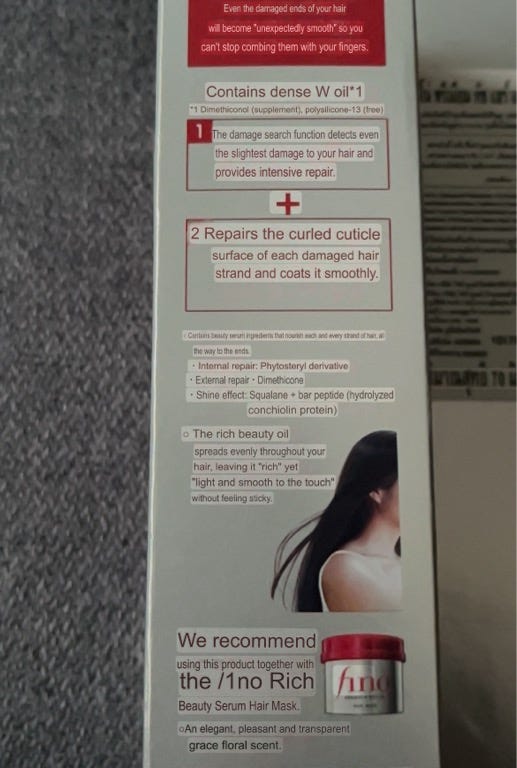 Even the damaged ends of your hair
will become "unexpectedly smooth" so you
can't stop combing them with your fingers.
Contains dense W oil*1
*1 Dimethiconol (supplement), polysilicone-13 (free)
1 The damage search function detects even
the slightest damage to your hair and
provides intensive repair.
+
2 Repairs the curled cuticle
surface of each damaged hair
strand and coats it smoothly.
○ Contains beauty serum ingredients that nourish each and every strand of hair, all
the way to the ends.
・Internal repair: Phytosteryl derivative
・External repair・Dimethicone
・Shine effect: Squalane + bar peptide (hydrolyzed
conchiolin protein)
○ The rich beauty oil
spreads evenly throughout your
hair, leaving it "rich" yet
"light and smooth to the touch"
without feeling sticky.
We recommend
using this product together with
the /1no Rich
Beauty Serum Hair Mask.
fino
HAIR MASK
○An elegant, pleasant and transparent
grace floral scent.